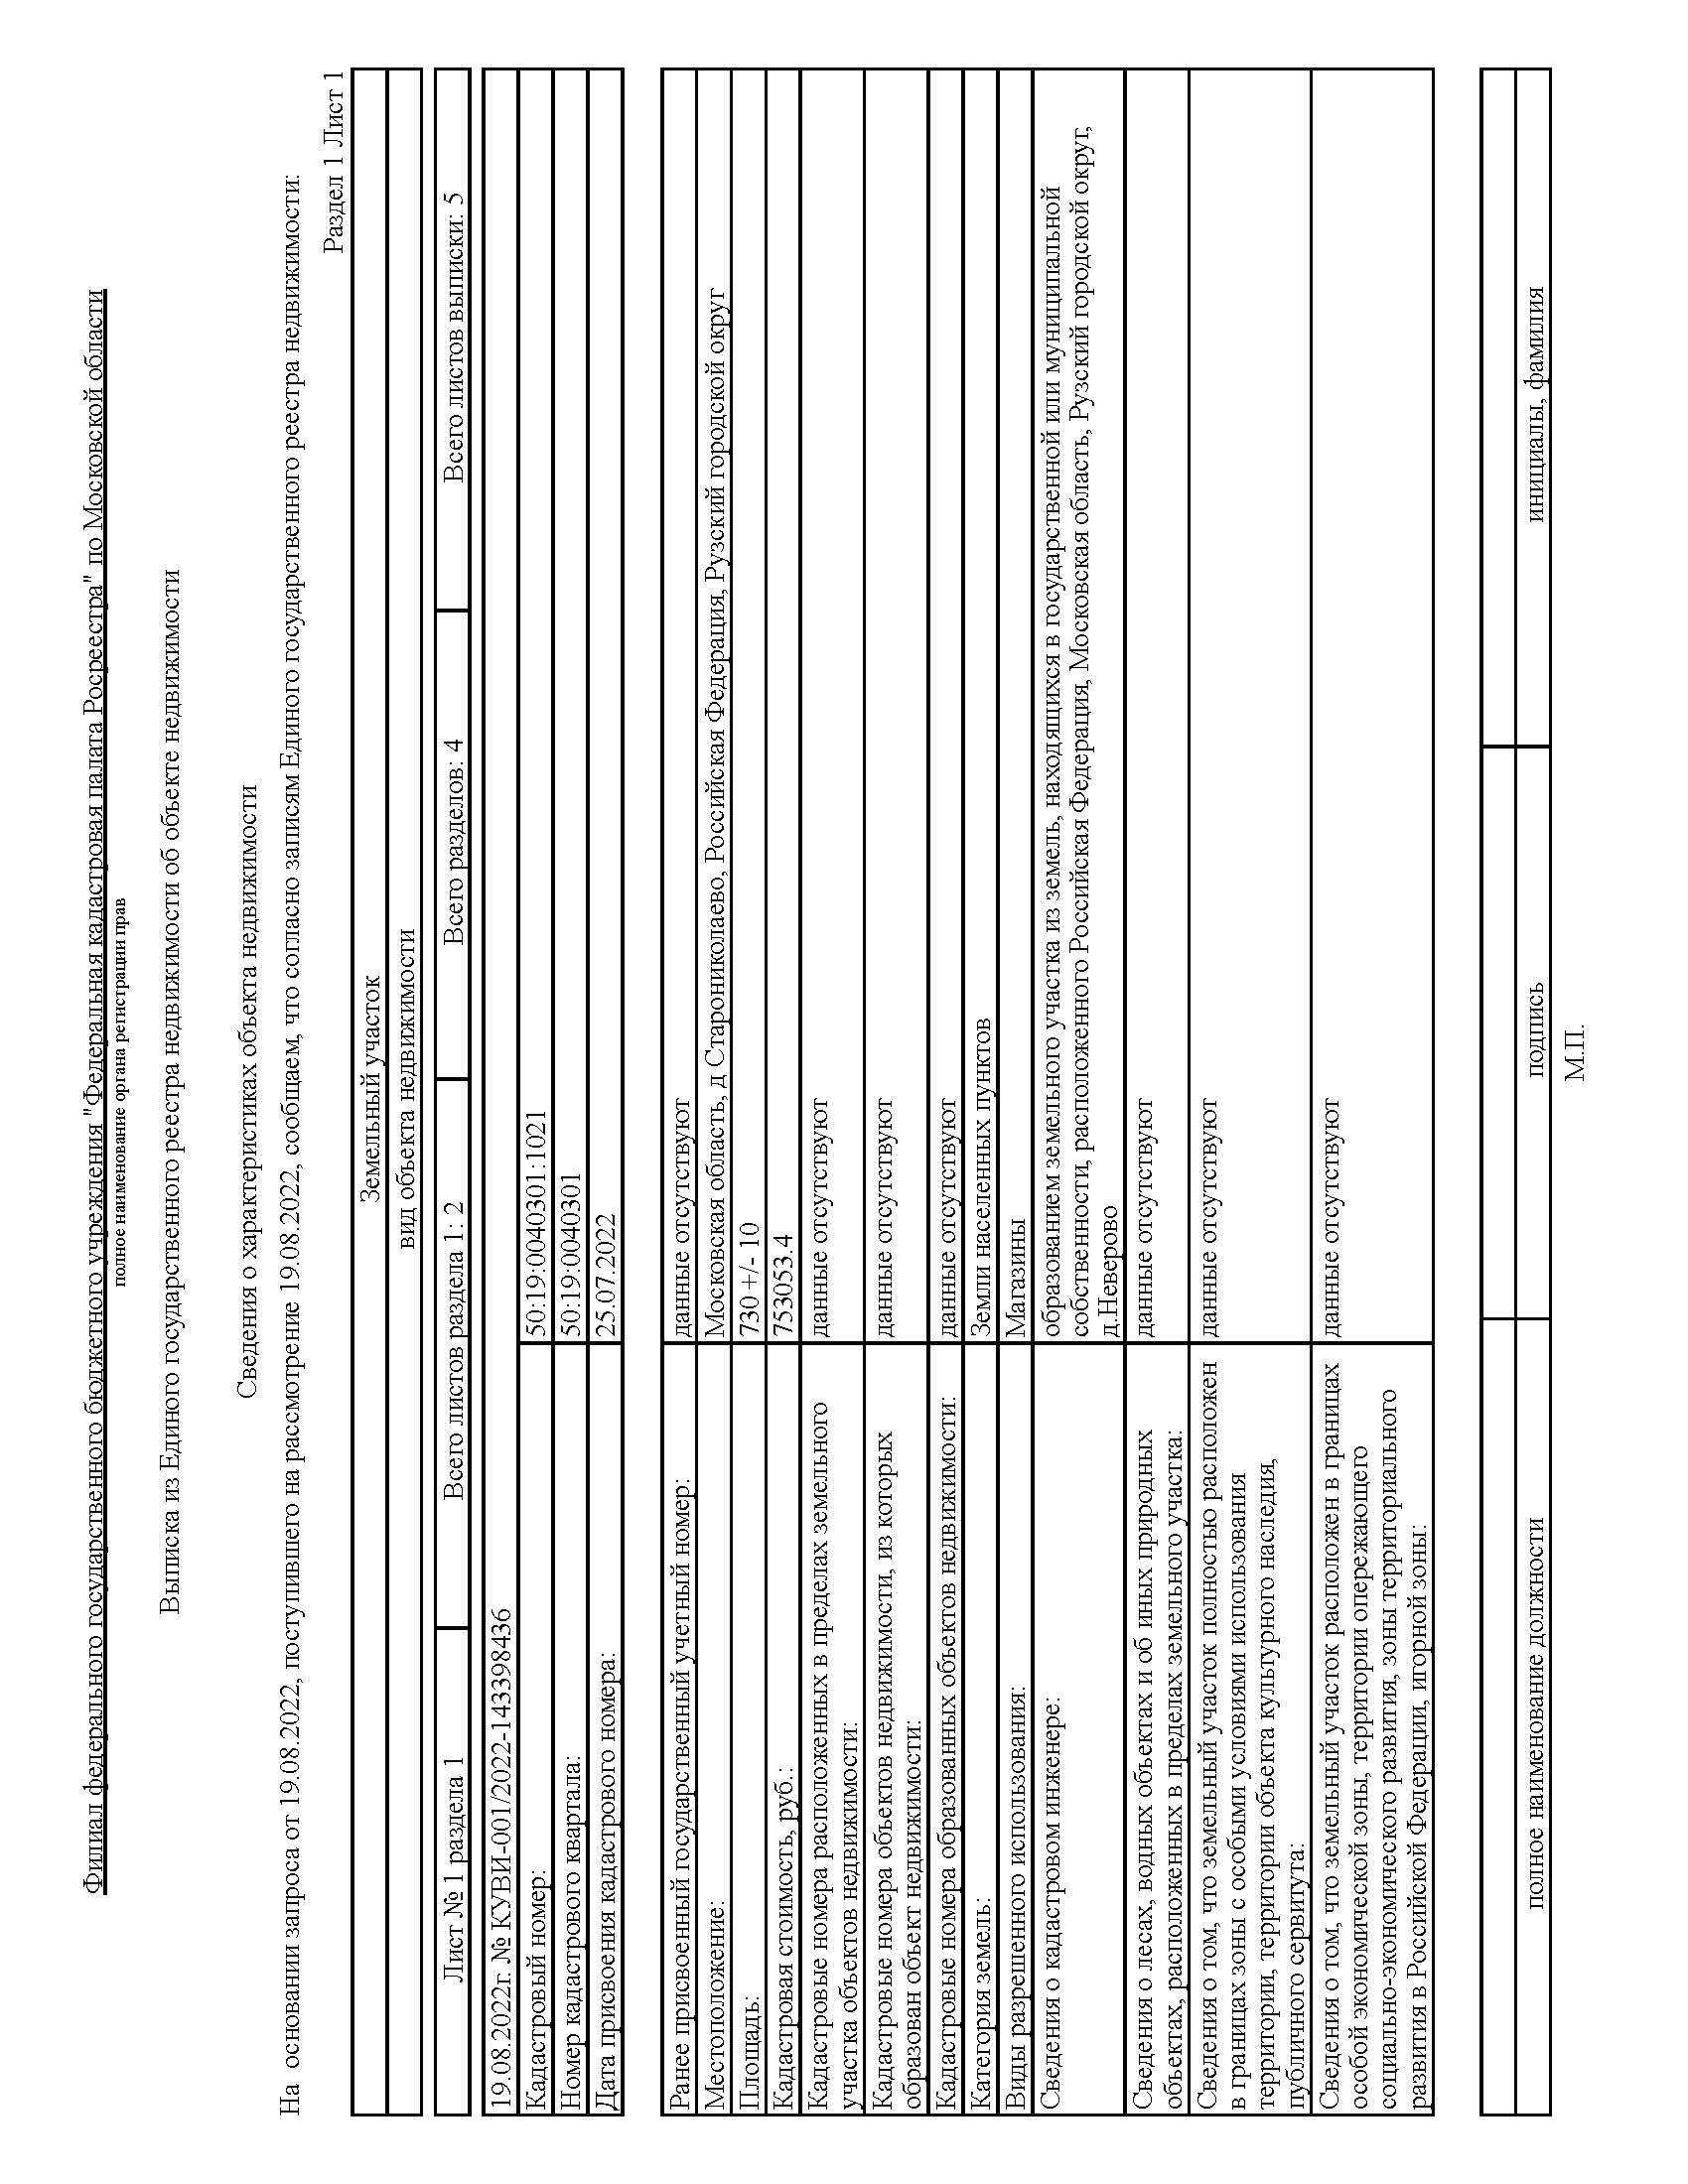 Филиал федерального государственного бюджетного учреждения "Федеральная кадастровая палата Росреестра" по Московской области
полное наименование органа регистрации прав
Выписка из Единого государственного реестра недвижимости об объекте недвижимости
Сведения о характеристиках объекта недвижимости
На основании запроса от 19.08.2022, поступившего на рассмотрение 19.08.2022, сообщаем, что согласно записям Единого государственного реестра недвижимости:
Раздел 1 Лист 1
Земельный участок
вид объекта недвижимости
Лист № 1 раздела 1 Всего листов раздела 1: 2 Всего разделов: 4 Всего листов выписки: 5
19.08.2022г. № КУВИ-001/2022-143398436
Кадастровый номер: 50:19:0040301:1021
Номер кадастрового квартала: 50:19:0040301
Дата присвоения кадастрового номера: 25.07.2022
Ранее присвоенный государственный учетный номер: данные отсутствуют
Местоположение: Московская область, д Старониколаево, Российская Федерация, Рузский городской округ
Площадь: 730 +/- 10
Кадастровая стоимость, руб.: 753053.4
Кадастровые номера расположенных в пределах земельного
участка объектов недвижимости:
данные отсутствуют
Кадастровые номера объектов недвижимости, из которых
образован объект недвижимости:
данные отсутствуют
Кадастровые номера образованных объектов недвижимости: данные отсутствуют
Категория земель: Земли населенных пунктов
Виды разрешенного использования: Магазины
Сведения о кадастровом инженере:
образованием земельного участка из земель, находящихся в государственной или муниципальной
собственности, расположенного Российская Федерация, Московская область, Рузский городской округ,
д.Неверово
Сведения о лесах, водных объектах и об иных природных
объектах, расположенных в пределах земельного участка:
данные отсутствуют
Сведения о том, что земельный участок полностью расположен
в границах зоны с особыми условиями использования
территории, территории объекта культурного наследия,
публичного сервитута:
данные отсутствуют
Сведения о том, что земельный участок расположен в границах
особой экономической зоны, территории опережающего
социально-экономического развития, зоны территориального
развития в Российской Федерации, игорной зоны:
данные отсутствуют
полное наименование должности подпись инициалы, фамилия
М.П.